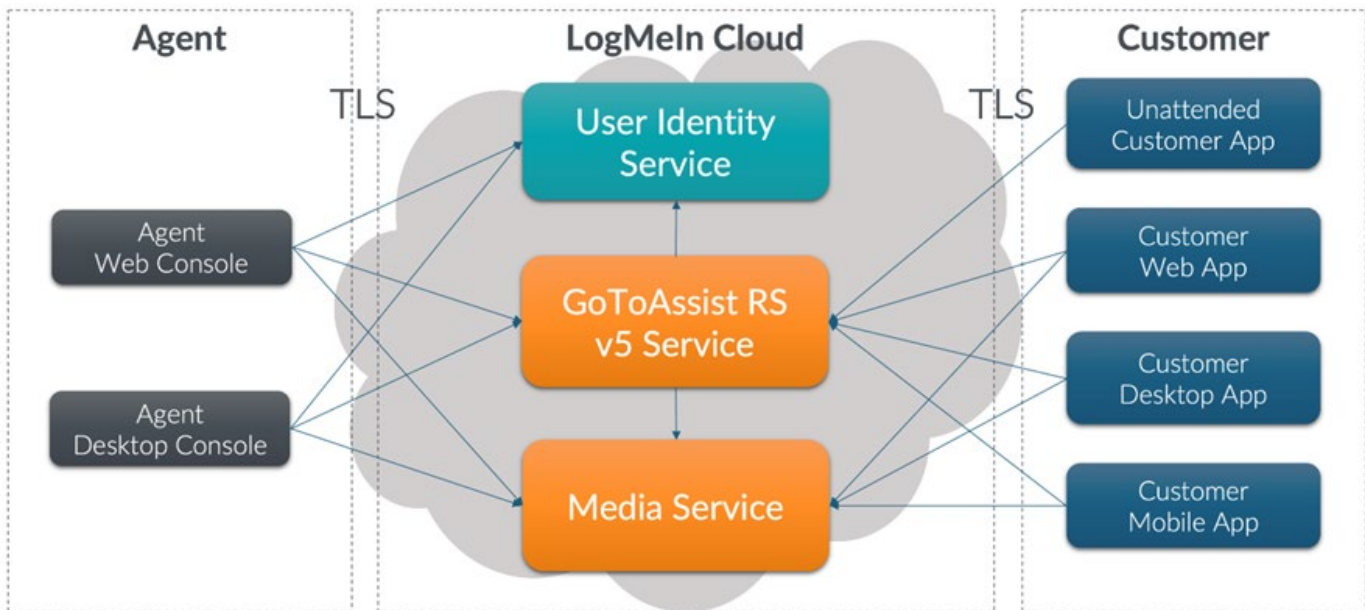 Agent
LogMeIn Cloud
Customer
TLS
TLS
User Identity
Service
Unattended
Customer App
Agent
Web Console
Customer
Web App
GoToAssist RS
v5 Service
Customer
Desktop App
Agent
Desktop Console
Media Service
Customer
Mobile App